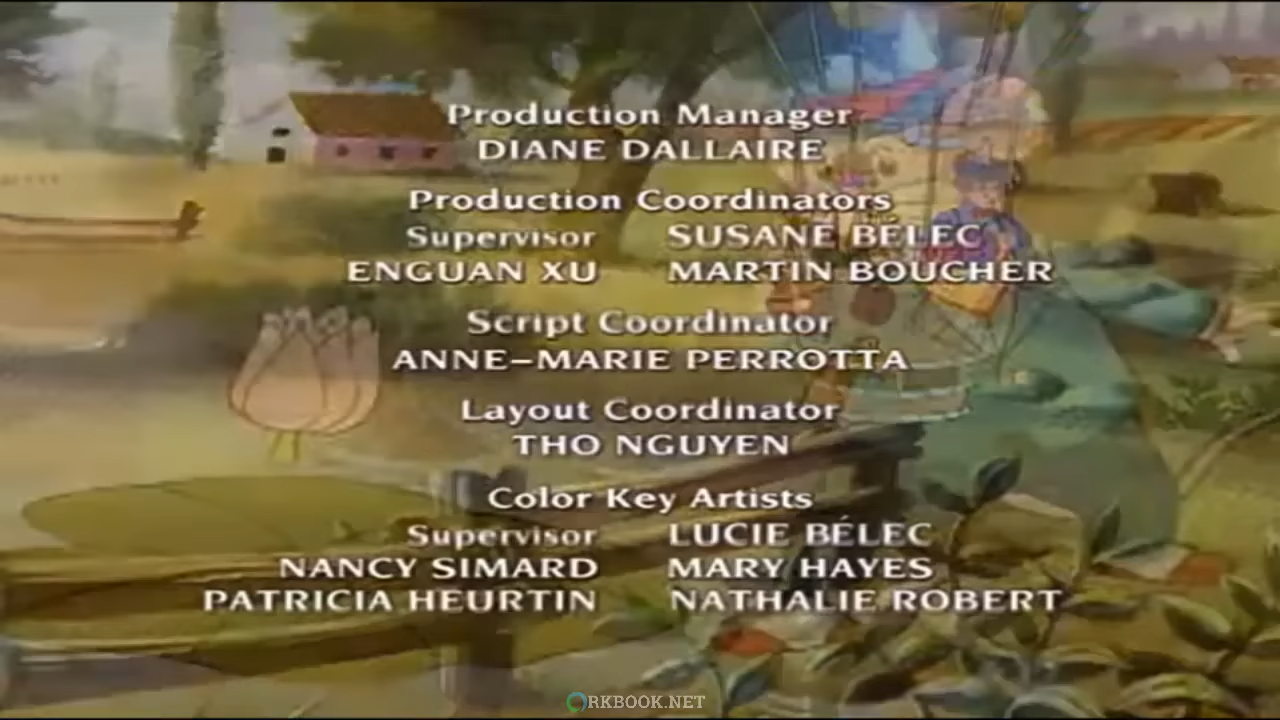 Production Manager
DIANE DALLAIRE
Production Coordinators
Supervisor SUSANE BÉLEC
ENGUAN XU MARTIN BOUCHER
Script Coordinator
ANNE-MARIE PERROTTA
Layout Coordinator
THO NGUYEN
Color Key Artists
Supervisor LUCIE BÉLEC
NANCY SIMARD MARY HAYES
PATRICIA HEURTIN NATHALIE ROBERT
ORKBOOK.NET